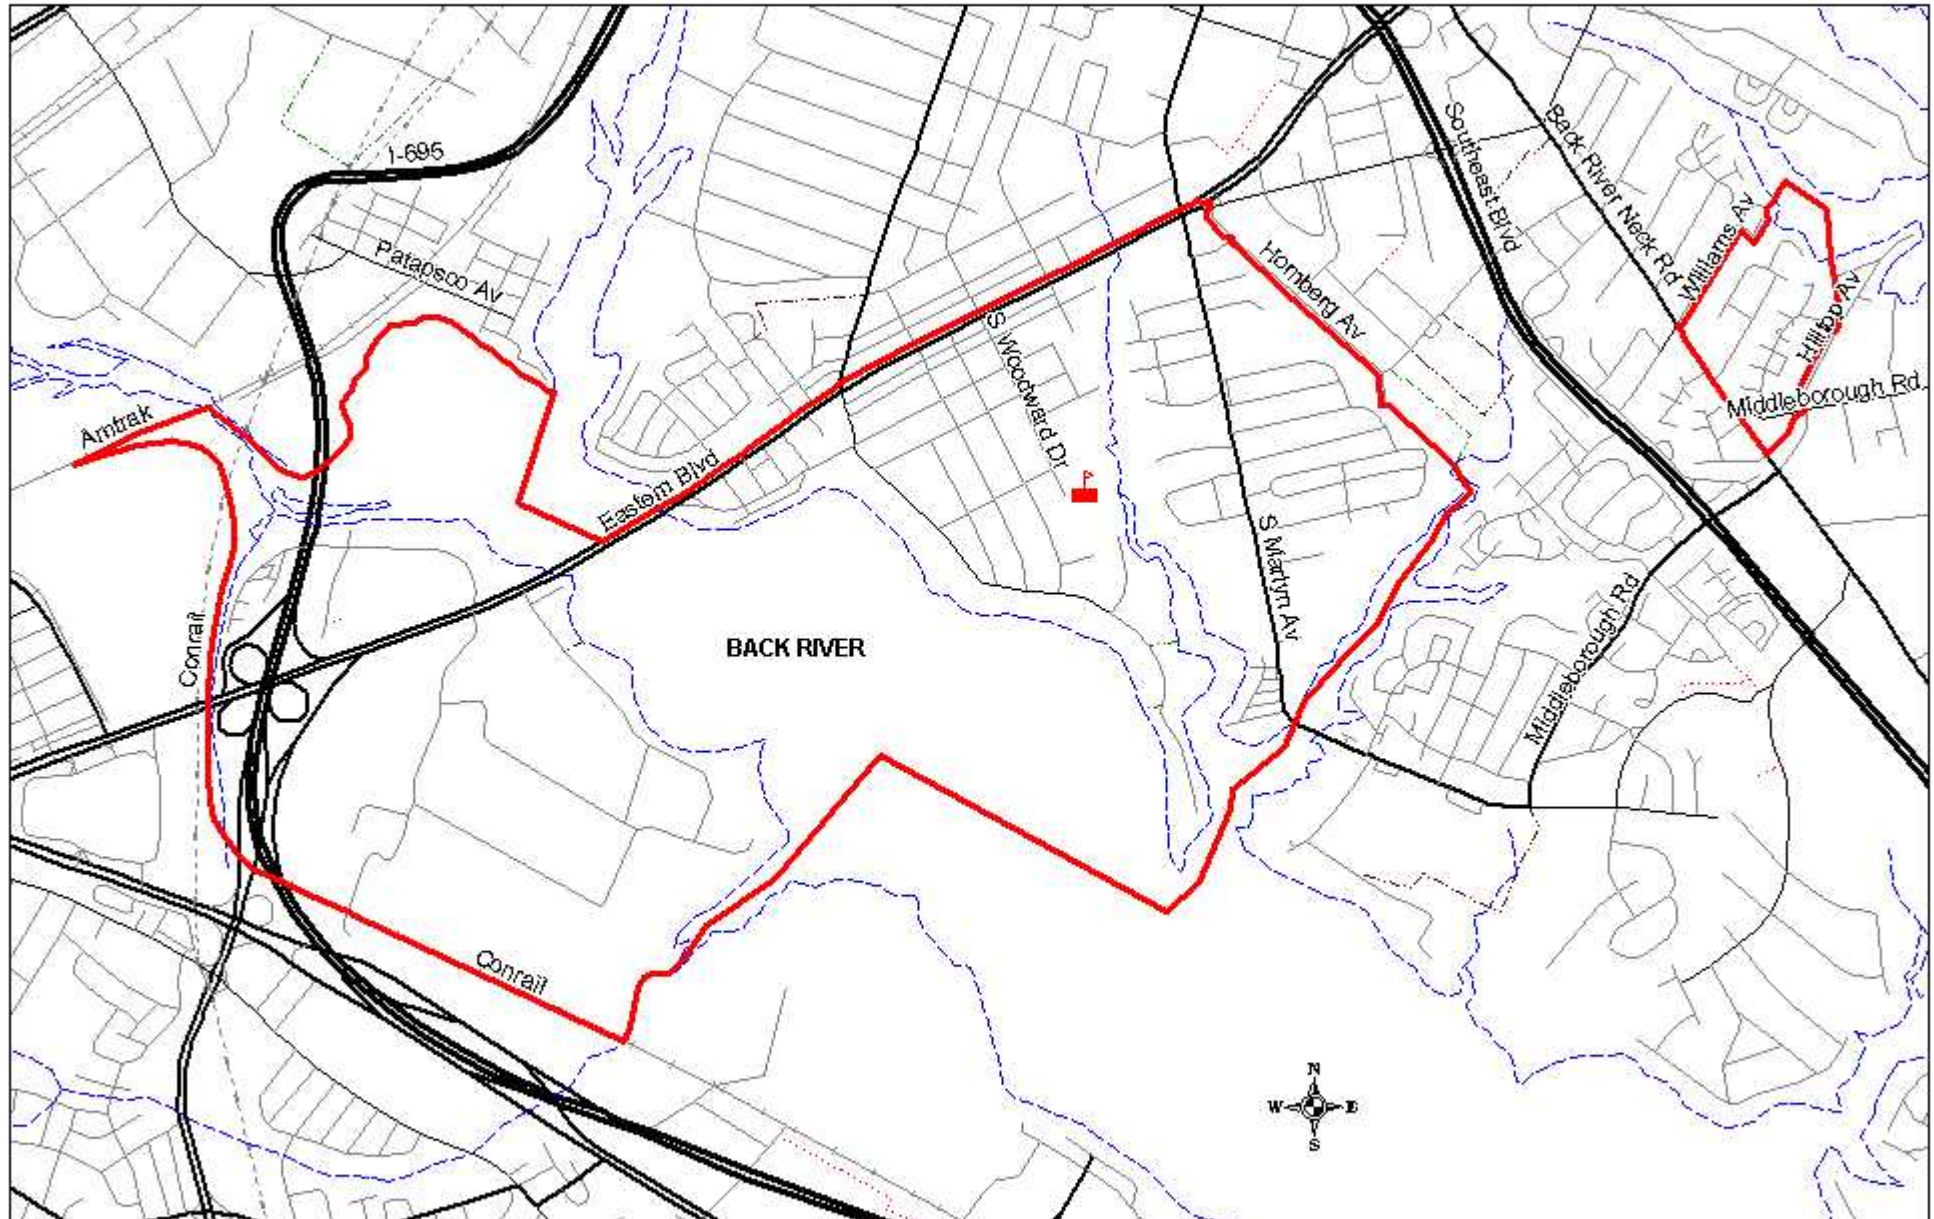 I-695
Patapsco Av
Amtrak
Eastern Blvd
S Woodward Dr
Homberg Av
Southeast Blvd
Back River Neck Rd
Williams Av
Hilltop Av
Middleborough Rd
Conrail
S Martyn Av
Middleborough Rd
BACK RIVER
Conrail
N
W E
S